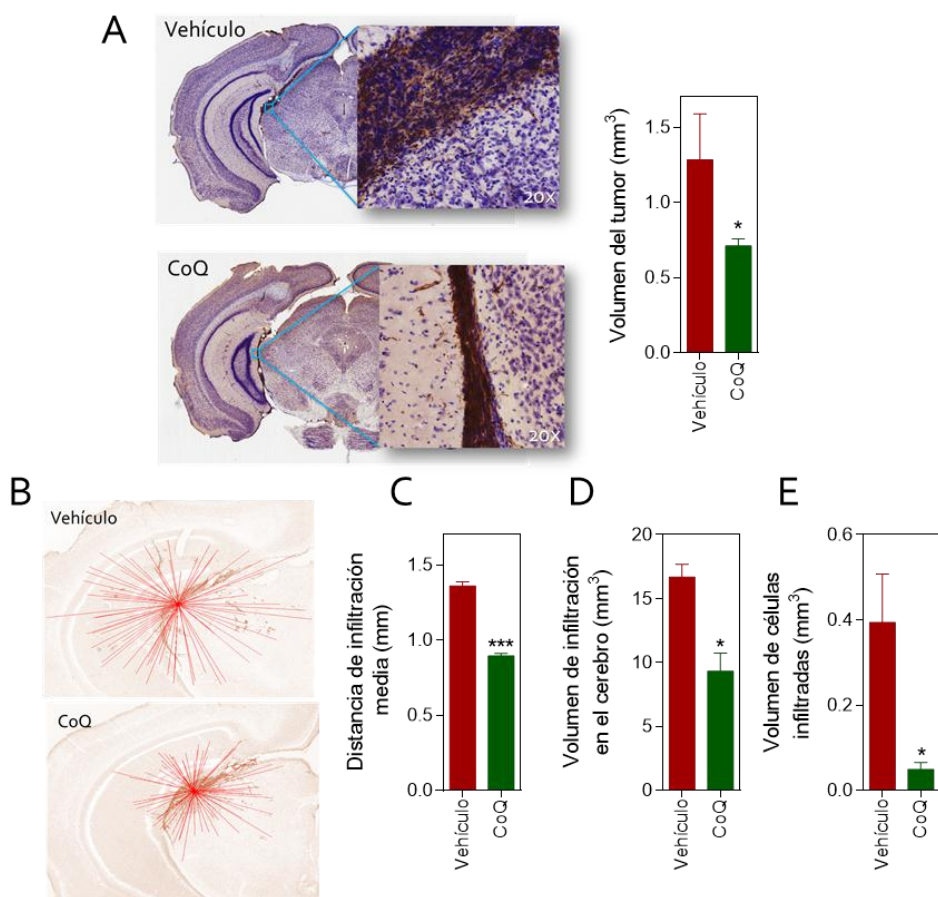 A
Vehículo
20X
CoQ
20X
Volumen del tumor (mm³)
1.5
1.0
0.5
0.0
*
Vehículo
CoQ
B
Vehículo
CoQ
C
Distancia de infiltración
media (mm)
1.5
1.0
0.5
0.0
***
Vehículo
CoQ
D
Volumen de infiltración
en el cerebro (mm³)
20
15
10
5
0
*
Vehículo
CoQ
E
Volumen de células
infiltradas (mm³)
0.6
0.4
0.2
0.0
*
Vehículo
CoQ